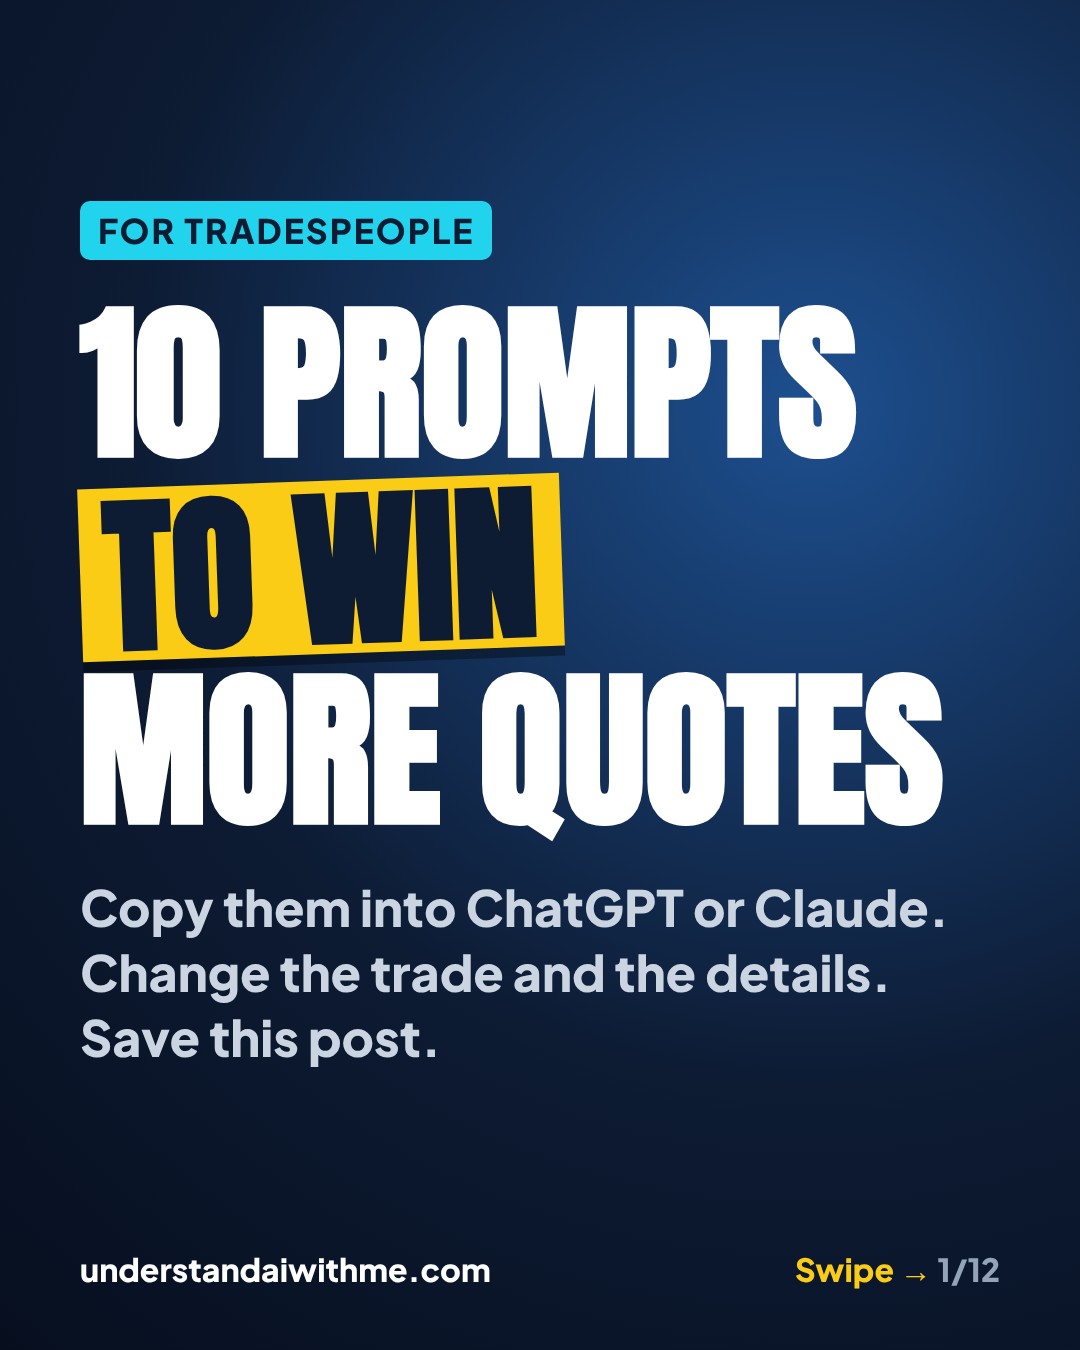 FOR TRADESPEOPLE
10 PROMPTS
TO WIN
MORE QUOTES
Copy them into ChatGPT or Claude.
Change the trade and the details.
Save this post.
understandaiwithme.com
Swipe → 1/12